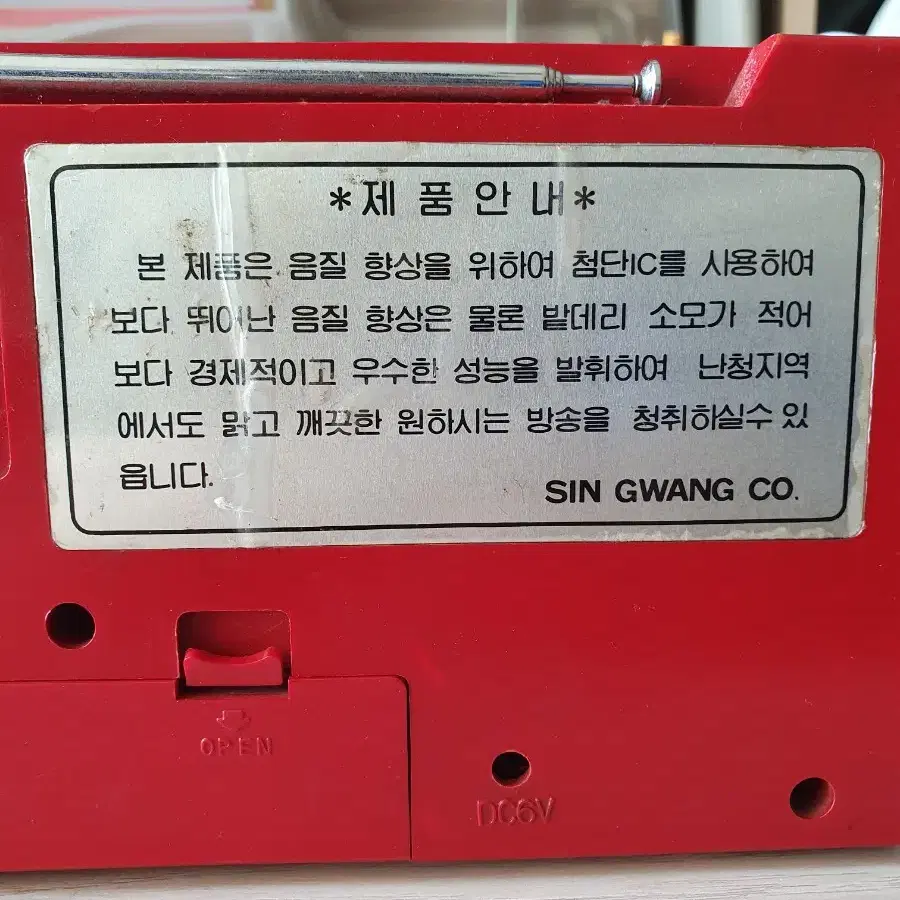 *제품안내*
본 제품은 음질 향상을 위하여 첨단IC를 사용하여
보다 뛰어난 음질 향상은 물론 밭데리 소모가 적어
보다 경제적이고 우수한 성능을 발휘하여 난청지역
에서도 맑고 깨끗한 원하시는 방송을 청취하실수 있
읍니다.
SIN GWANG CO.
OPEN
DC6V